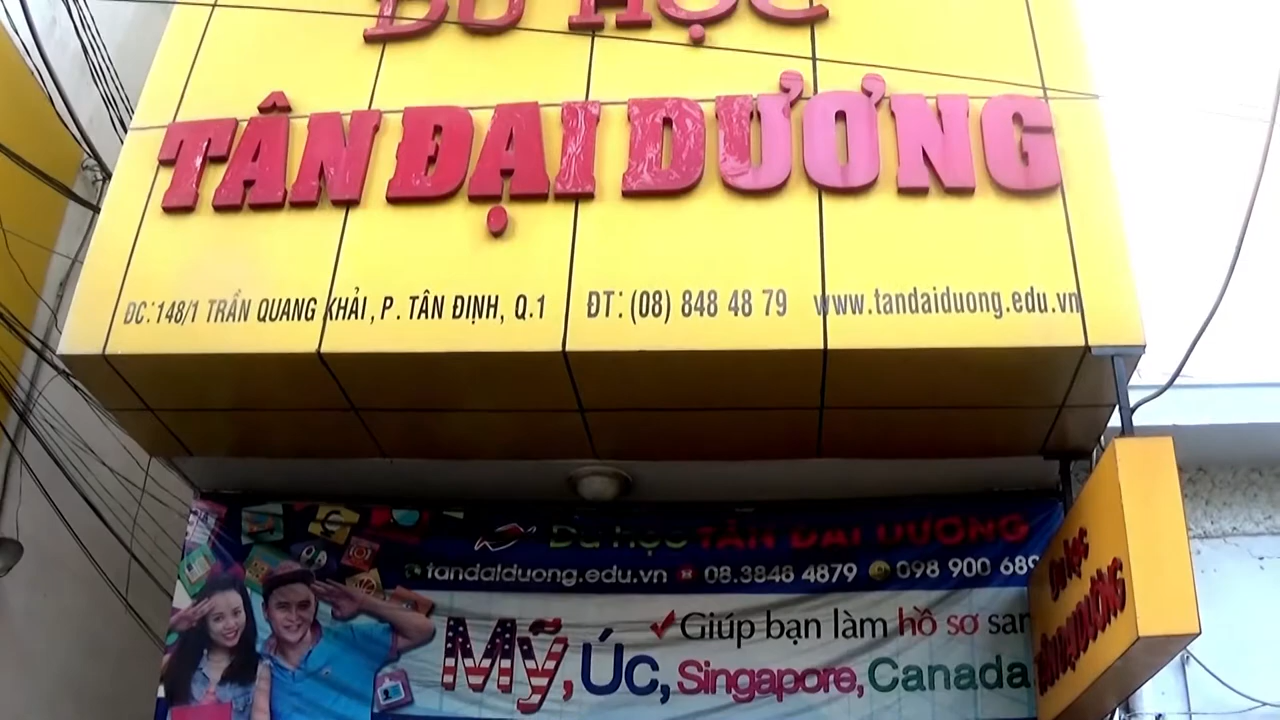 DU HỌC
TÂN ĐẠI DƯƠNG
ĐC: 148/1 TRẦN QUANG KHẢI, P. TÂN ĐỊNH, Q.1 ĐT: (08) 848 48 79 www.tandaiduong.edu.vn
Du học TÂN ĐẠI DƯƠNG
tandaiduong.edu.vn 08.3848 4879 098 900 689
Giúp bạn làm hồ sơ san
Mỹ, Úc, Singapore, Canada
DU HỌC
TÂN ĐẠI DƯƠNG